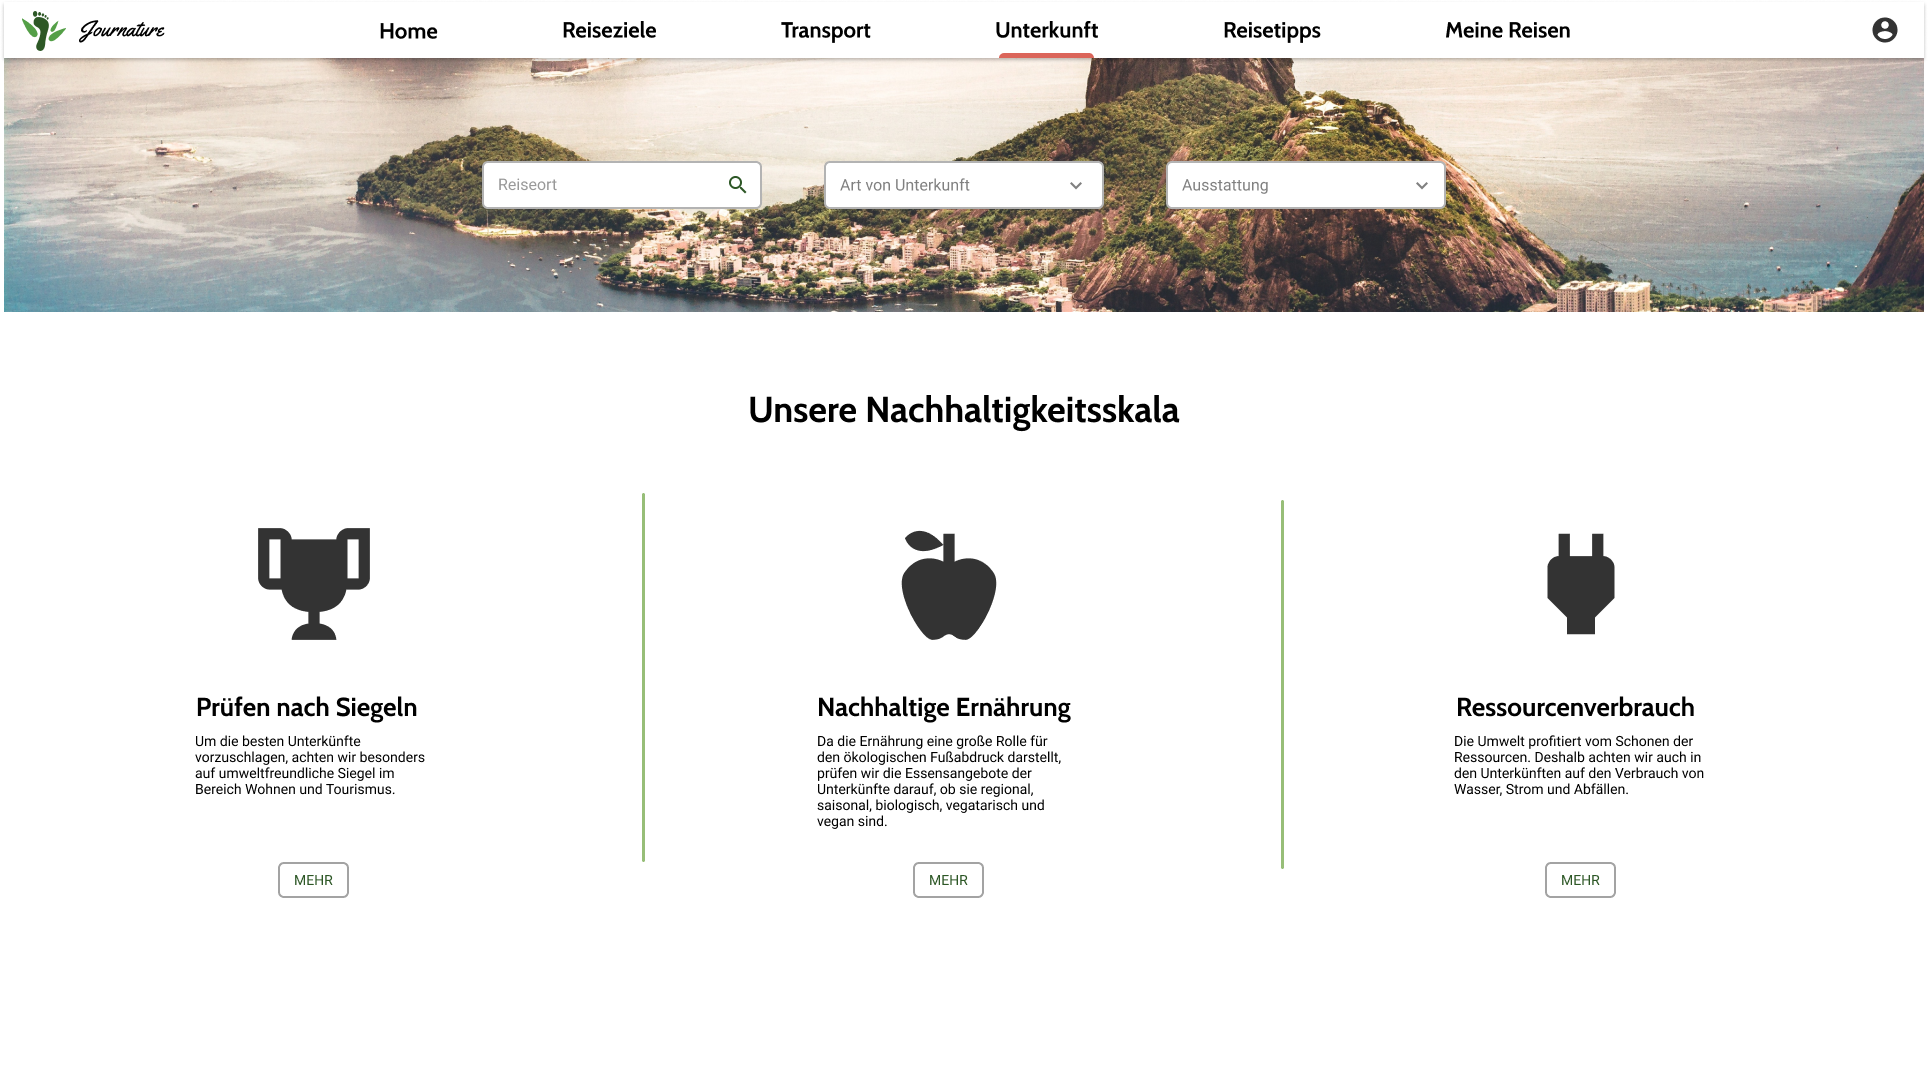 Journature
Home
Reiseziele
Transport
Unterkunft
Reisetipps
Meine Reisen
Reiseort
Art von Unterkunft
Ausstattung
Unsere Nachhaltigkeitsskala
Prüfen nach Siegeln
Um die besten Unterkünfte
vorzuschlagen, achten wir besonders
auf umweltfreundliche Siegel im
Bereich Wohnen und Tourismus.
MEHR
Nachhaltige Ernährung
Da die Ernährung eine große Rolle für
den ökologischen Fußabdruck darstellt,
prüfen wir die Essensangebote der
Unterkünfte darauf, ob sie regional,
saisonal, biologisch, vegatarisch und
vegan sind.
MEHR
Ressourcenverbrauch
Die Umwelt profitiert vom Schonen der
Ressourcen. Deshalb achten wir auch in
den Unterkünften auf den Verbrauch von
Wasser, Strom und Abfällen.
MEHR